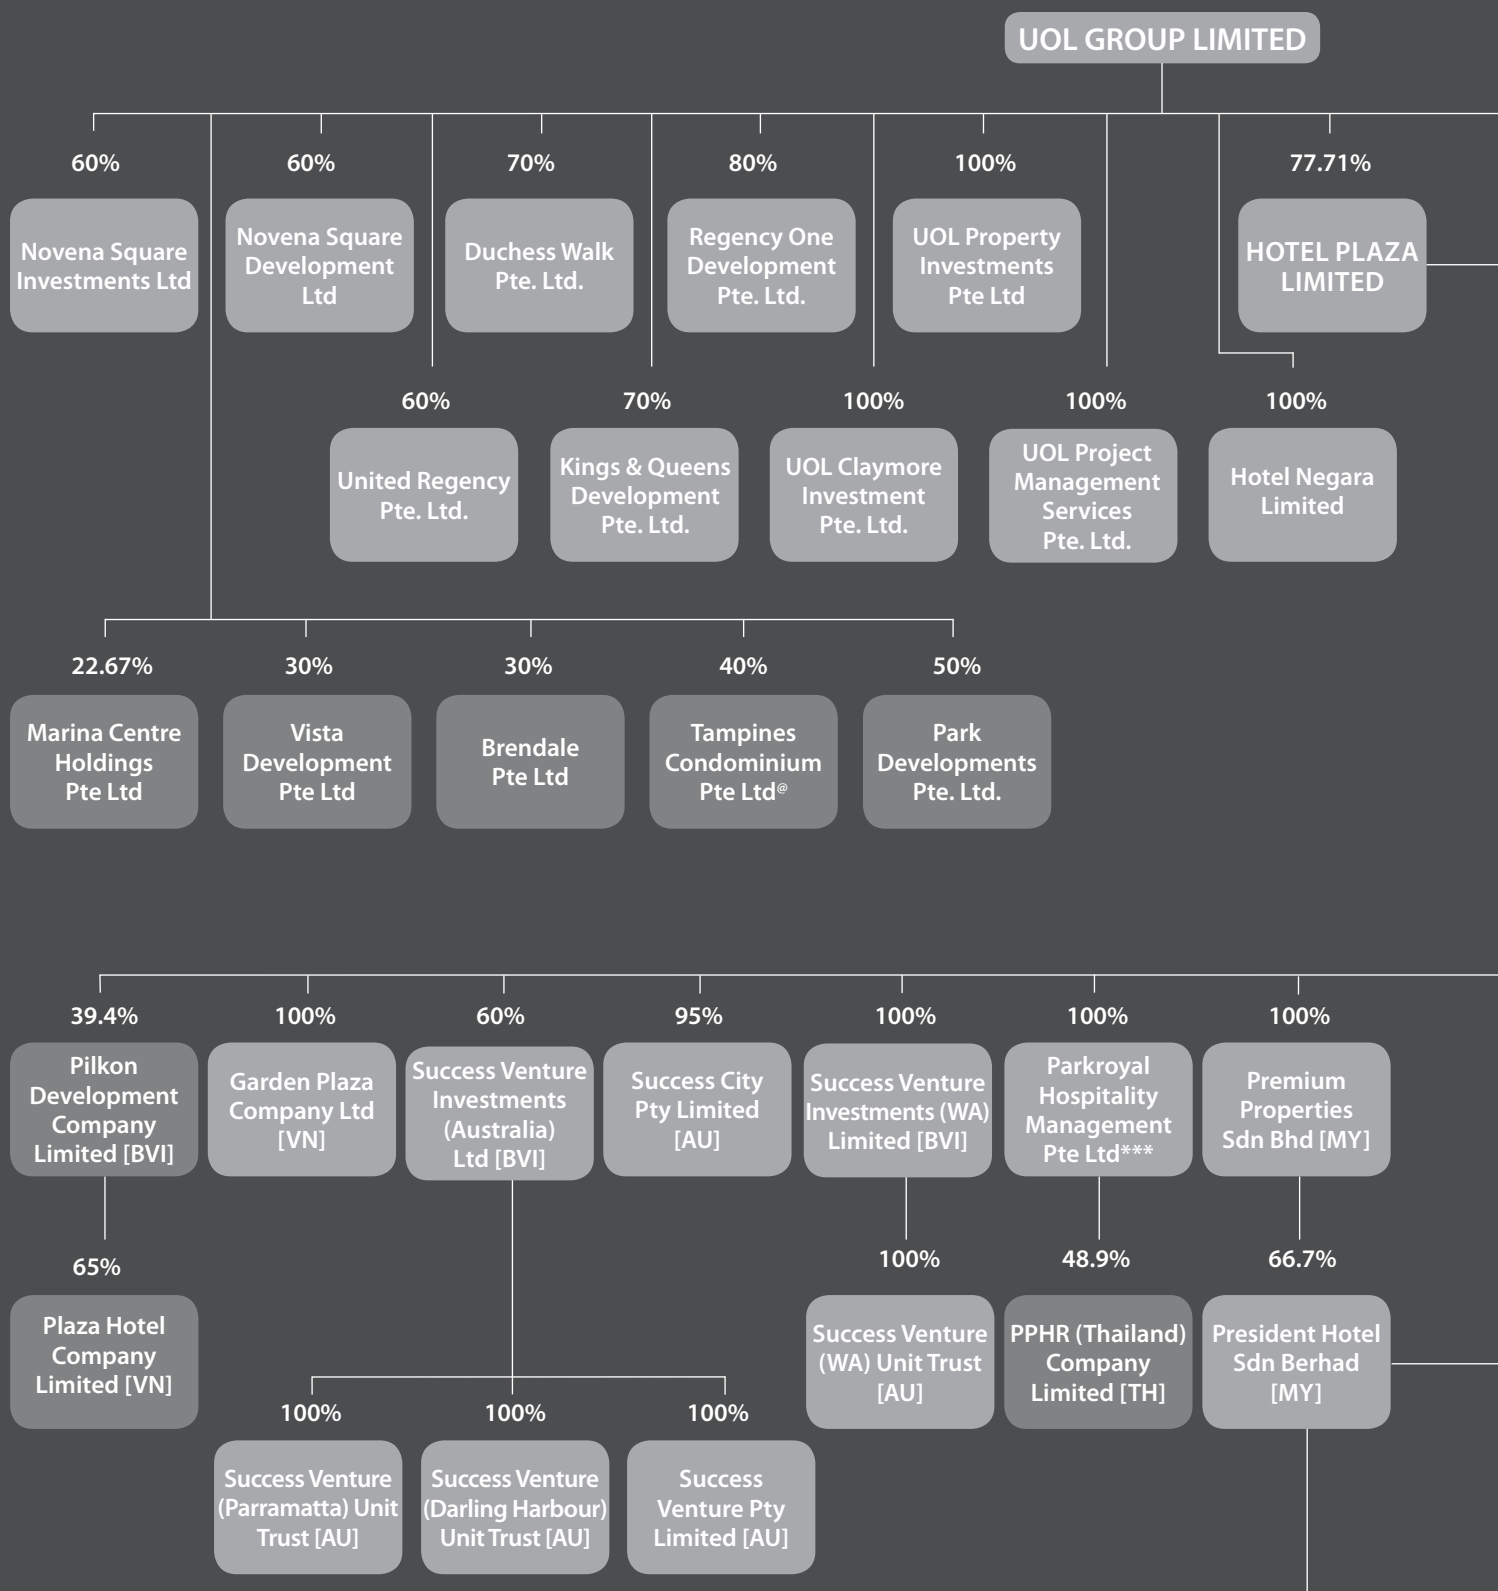 UOL GROUP LIMITED
60%
60%
70%
80%
100%
77.71%
Novena Square
Investments Ltd
Novena Square
Development
Ltd
Duchess Walk
Pte. Ltd.
Regency One
Development
Pte. Ltd.
UOL Property
Investments
Pte Ltd
HOTEL PLAZA
LIMITED
60%
70%
100%
100%
100%
United Regency
Pte. Ltd.
Kings & Queens
Development
Pte. Ltd.
UOL Claymore
Investment
Pte. Ltd.
UOL Project
Management
Services
Pte. Ltd.
Hotel Negara
Limited
22.67%
30%
30%
40%
50%
Marina Centre
Holdings
Pte Ltd
Vista
Development
Pte Ltd
Brendale
Pte Ltd
Tampines
Condominium
Pte Ltd@
Park
Developments
Pte. Ltd.
39.4%
100%
60%
95%
100%
100%
100%
Pilkon
Development
Company
Limited [BVI]
Garden Plaza
Company Ltd
[VN]
Success Venture
Investments
(Australia)
Ltd [BVI]
Success City
Pty Limited
[AU]
Success Venture
Investments (WA)
Limited [BVI]
Parkroyal
Hospitality
Management
Pte Ltd***
Premium
Properties
Sdn Bhd [MY]
65%
100%
48.9%
66.7%
Plaza Hotel
Company
Limited [VN]
Success Venture
(WA) Unit Trust
[AU]
PPHR (Thailand)
Company
Limited [TH]
President Hotel
Sdn Berhad
[MY]
100%
100%
100%
Success Venture
(Parramatta) Unit
Trust [AU]
Success Venture
(Darling Harbour)
Unit Trust [AU]
Success
Venture Pty
Limited [AU]